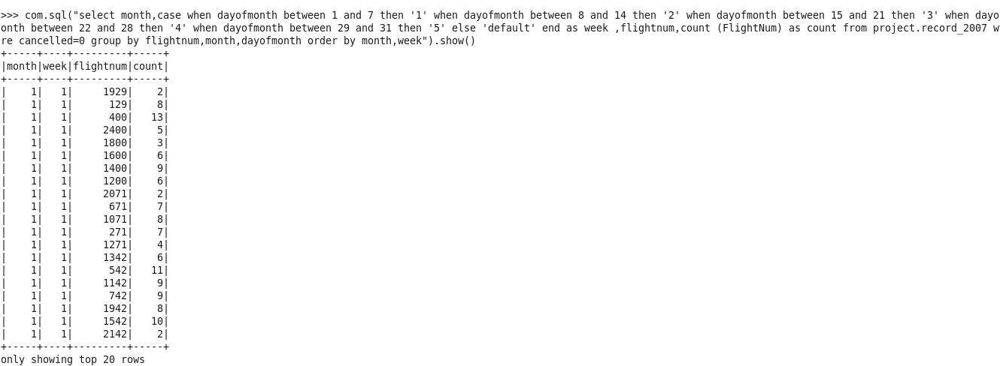 >>> com.sql("select month,case when dayofmonth between 1 and 7 then '1' when dayofmonth between 8 and 14 then '2' when dayofmonth between 15 and 21 then '3' when dayo
onth between 22 and 28 then '4' when dayofmonth between 29 and 31 then '5' else 'default' end as week ,flightnum,count (FlightNum) as count from project.record_2007 w
re cancelled=0 group by flightnum,month,dayofmonth order by month,week").show()
+-----+----+---------+-----+
|month|week|flightnum|count|
+-----+----+---------+-----+
|    1|   1|     1929|    2|
|    1|   1|      129|    8|
|    1|   1|      400|   13|
|    1|   1|     2400|    5|
|    1|   1|     1800|    3|
|    1|   1|     1600|    6|
|    1|   1|     1400|    9|
|    1|   1|     1200|    6|
|    1|   1|     2071|    2|
|    1|   1|      671|    7|
|    1|   1|     1071|    8|
|    1|   1|      271|    7|
|    1|   1|     1271|    4|
|    1|   1|     1342|    6|
|    1|   1|      542|   11|
|    1|   1|     1142|    9|
|    1|   1|      742|    9|
|    1|   1|     1942|    8|
|    1|   1|     1542|   10|
|    1|   1|     2142|    2|
+-----+----+---------+-----+
only showing top 20 rows